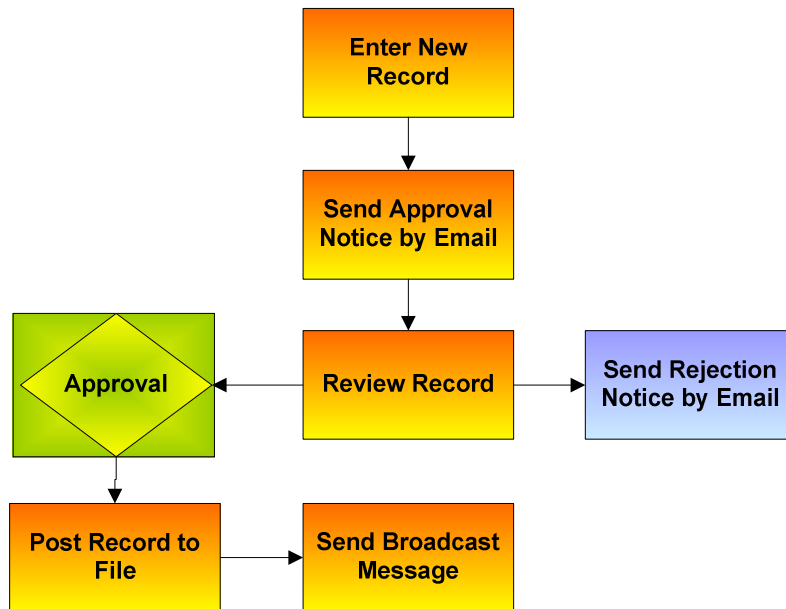 Enter New
Record
Send Approval
Notice by Email
Approval
Review Record
Send Rejection
Notice by Email
Post Record to
File
Send Broadcast
Message